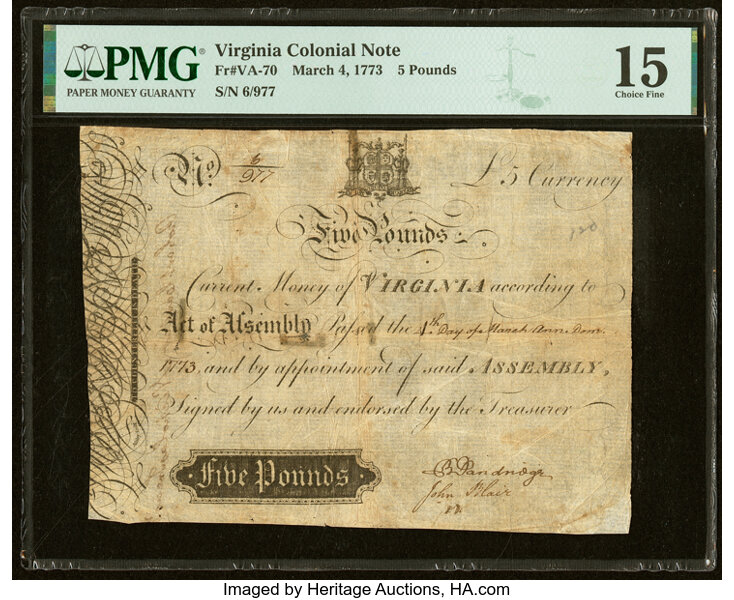 PMG®
PAPER MONEY GUARANTY
Virginia Colonial Note
Fr#VA-70 March 4, 1773 5 Pounds
S/N 6/977
15
Choice Fine
No. 6/977
£5 Currency
Five Pounds
120
Current Money of VIRGINIA according to
Act of Assembly Passed the 4th Day of March Ann. Dom.
1773, and by appointment of said ASSEMBLY,
Signed by us and endorsed by the Treasurer
Five Pounds
John Blair
Imaged by Heritage Auctions, HA.com